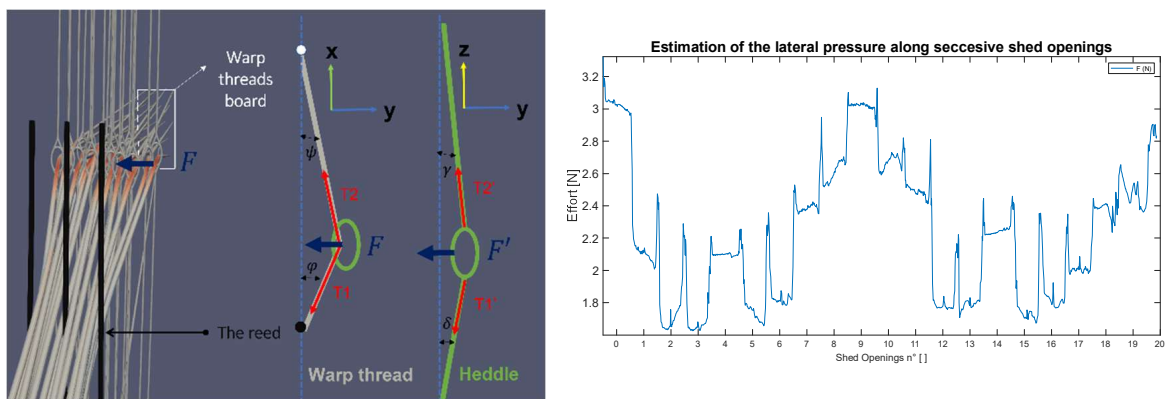 Warp
threads
board
F
The reed
x
y
ψ
T2
F
φ
T1
Warp thread
z
y
γ
T2'
F'
T1'
δ
Heddle
Estimation of the lateral pressure along seccesive shed openings
F (N)
Effort [N]
3.2
3
2.8
2.6
2.4
2.2
2
1.8
0 1 2 3 4 5 6 7 8 9 10 11 12 13 14 15 16 17 18 19 20
Shed Openings n° [ ]